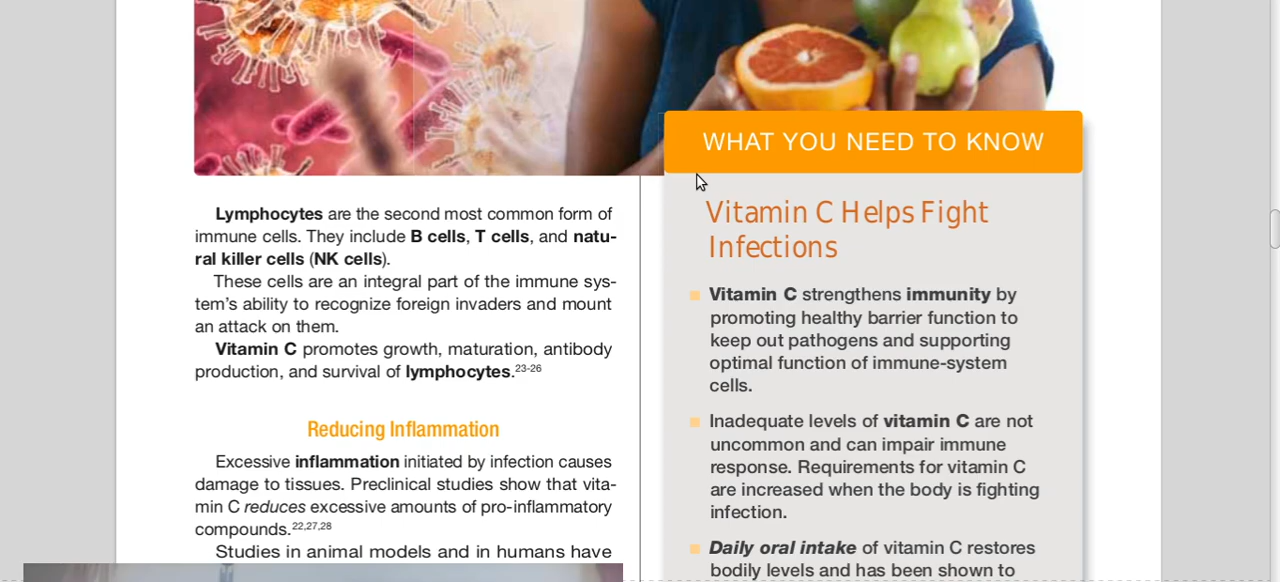 Lymphocytes are the second most common form of
immune cells. They include B cells, T cells, and natu-
ral killer cells (NK cells).
These cells are an integral part of the immune sys-
tem's ability to recognize foreign invaders and mount
an attack on them.
Vitamin C promotes growth, maturation, antibody
production, and survival of lymphocytes.23-26
Reducing Inflammation
Excessive inflammation initiated by infection causes
damage to tissues. Preclinical studies show that vita-
min C reduces excessive amounts of pro-inflammatory
compounds.22,27,28
Studies in animal models and in humans have
WHAT YOU NEED TO KNOW
Vitamin C Helps Fight
Infections
Vitamin C strengthens immunity by
promoting healthy barrier function to
keep out pathogens and supporting
optimal function of immune-system
cells.
Inadequate levels of vitamin C are not
uncommon and can impair immune
response. Requirements for vitamin C
are increased when the body is fighting
infection.
Daily oral intake of vitamin C restores
bodily levels and has been shown to